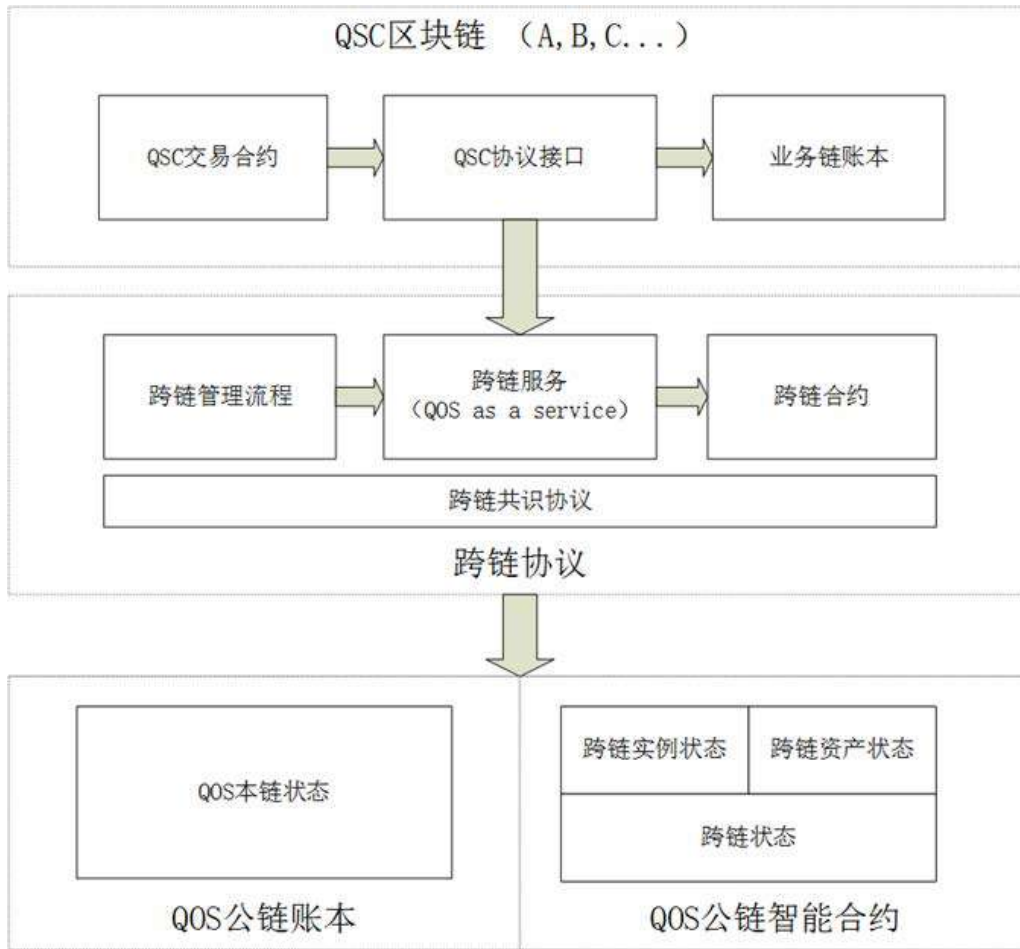 QSC区块链 （A,B,C...）
QSC交易合约
QSC协议接口
业务链账本
跨链管理流程
跨链服务
（QOS as a service）
跨链合约
跨链共识协议
跨链协议
QOS本链状态
跨链实例状态
跨链资产状态
跨链状态
QOS公链账本
QOS公链智能合约